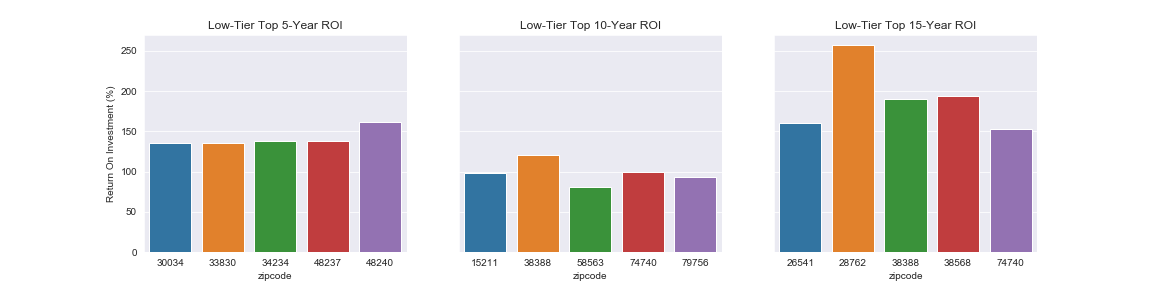 Low-Tier Top 5-Year ROI
Low-Tier Top 10-Year ROI
Low-Tier Top 15-Year ROI
Return On Investment (%)
250
200
150
100
50
0
30034 33830 34234 48237 48240
zipcode
15211 38388 58563 74740 79756
zipcode
26541 28762 38388 38568 74740
zipcode